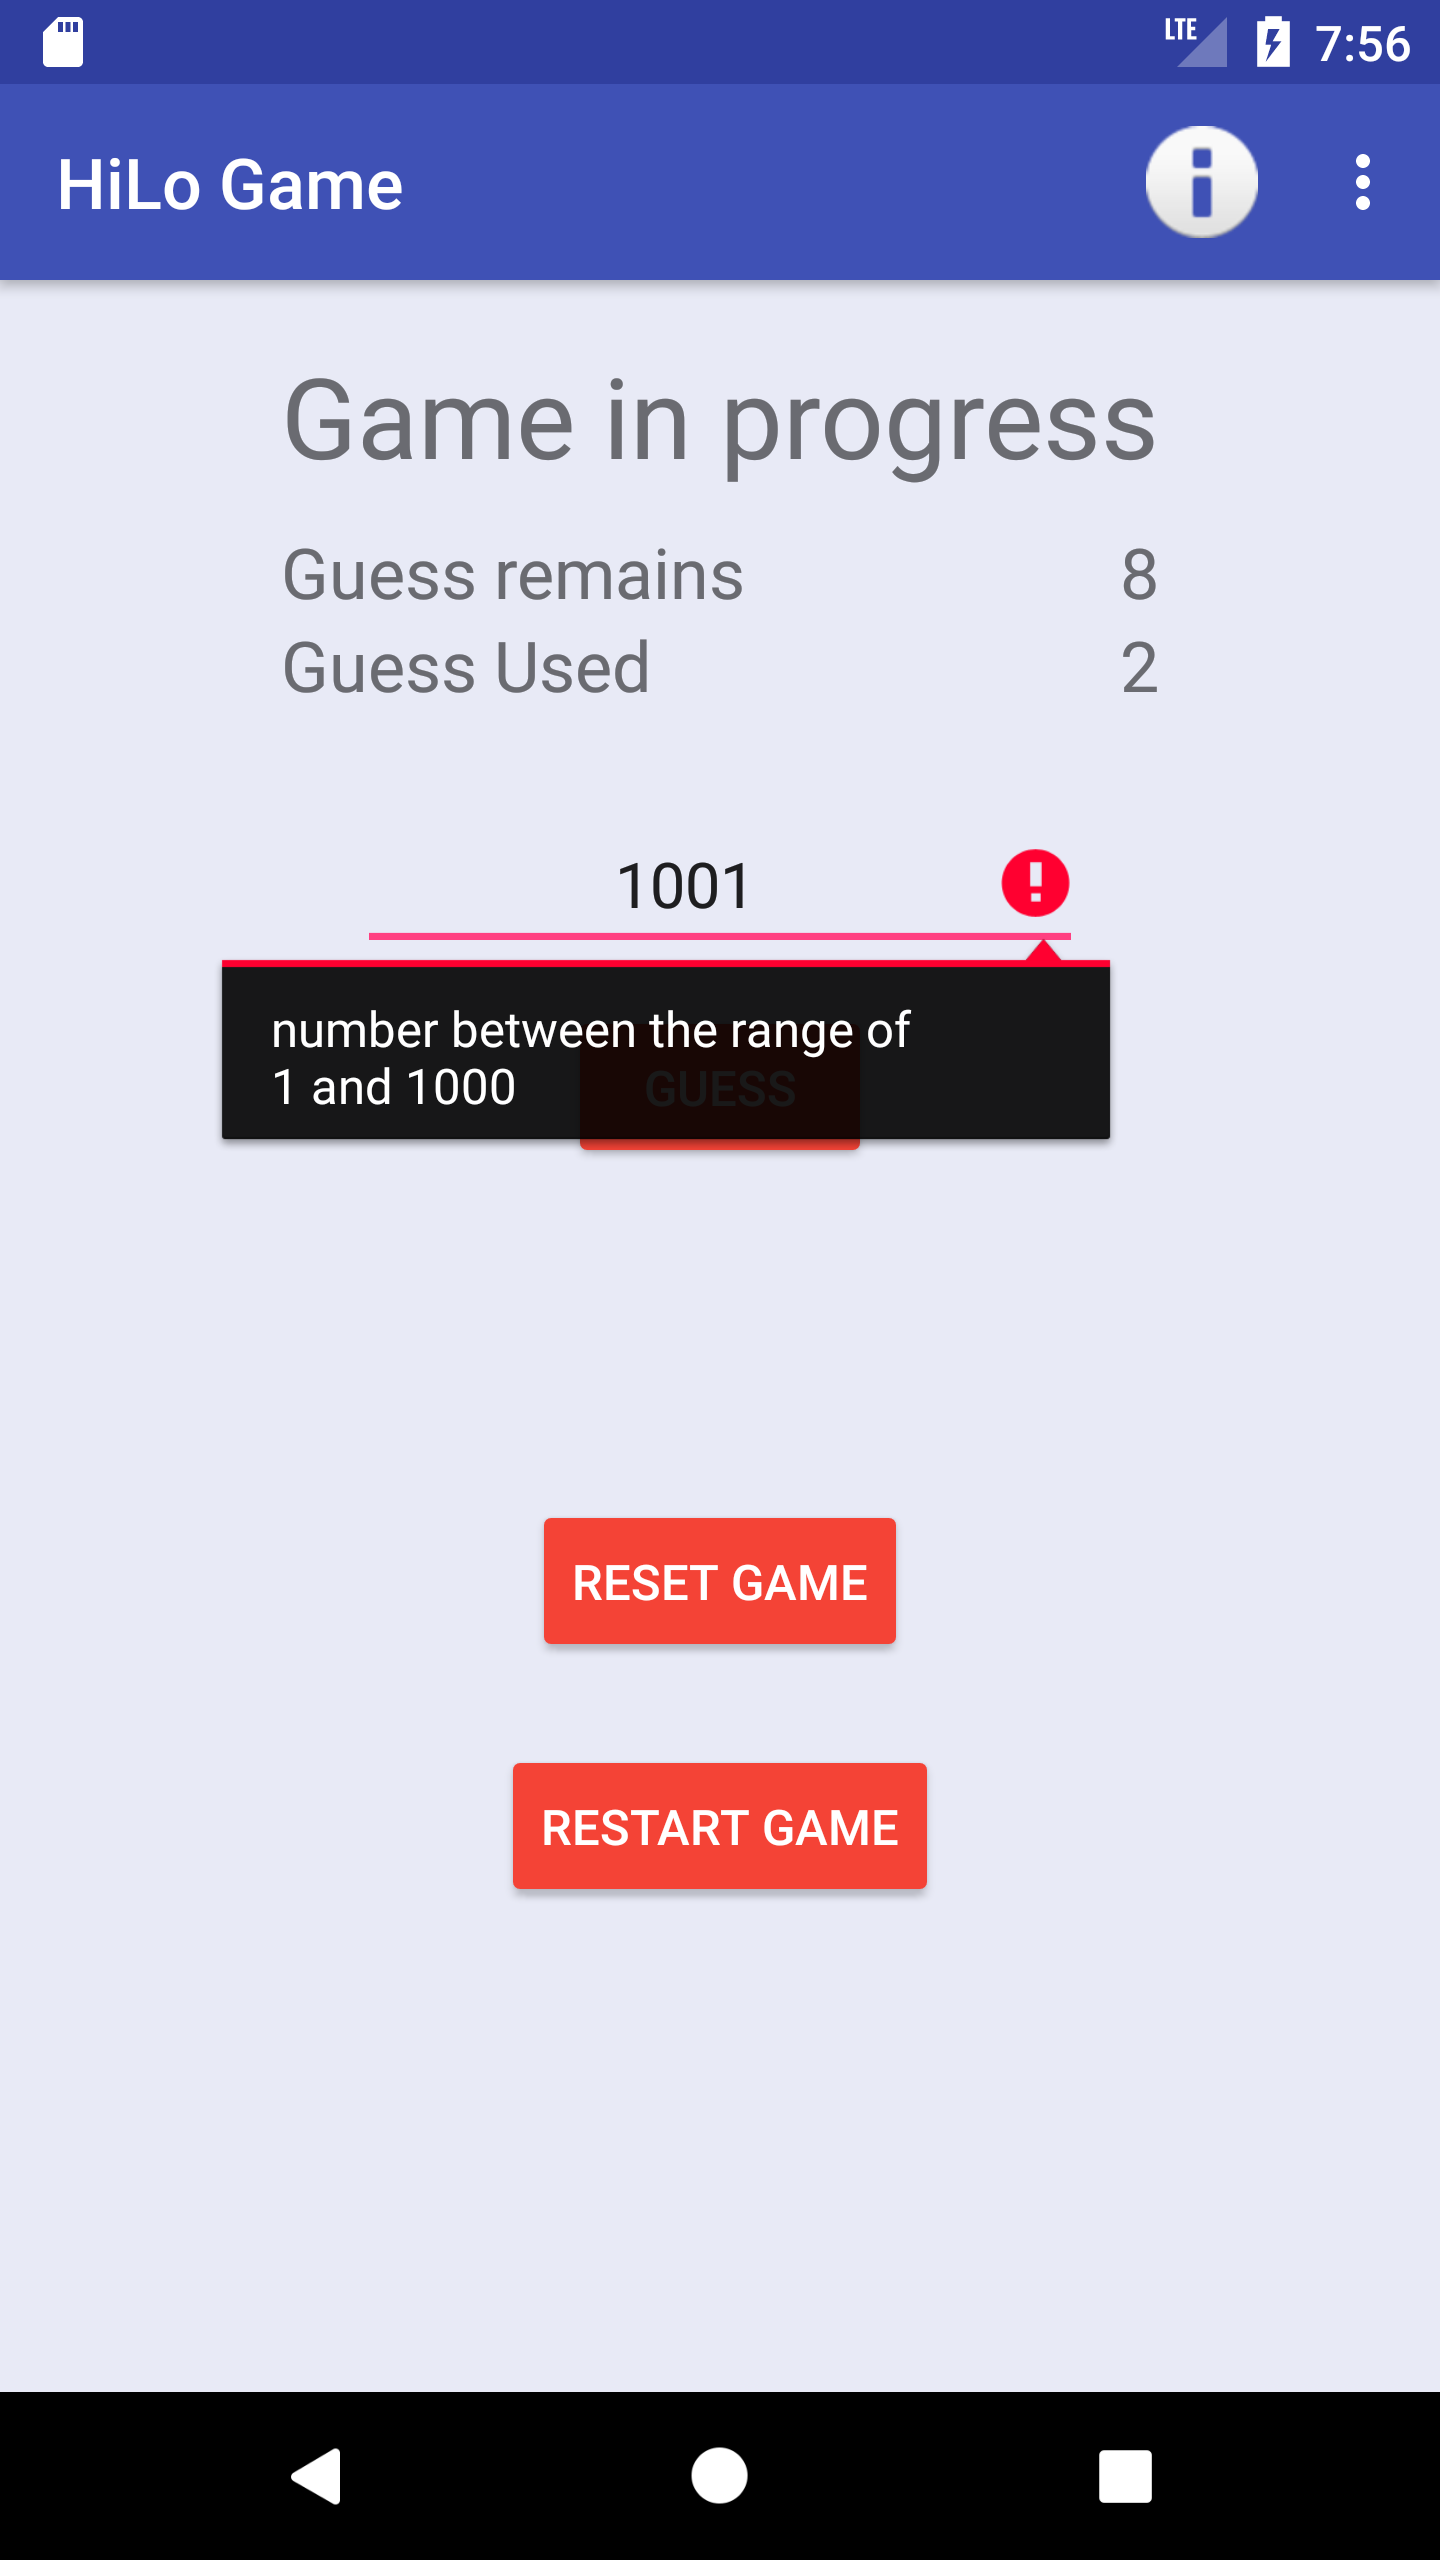 LTE 7:56
HiLo Game
Game in progress
Guess remains 8
Guess Used 2
1001
number between the range of
1 and 1000
GUESS
RESET GAME
RESTART GAME